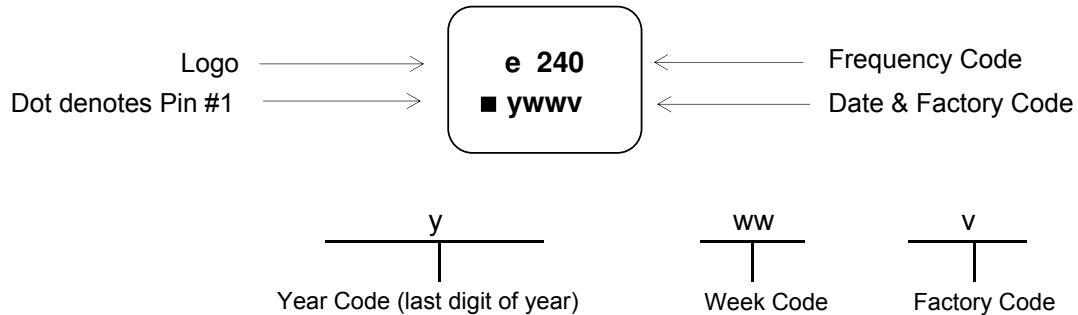 Logo
e 240
Frequency Code
Dot denotes Pin #1
■ ywwv
Date & Factory Code
y
ww
v
Year Code (last digit of year)
Week Code
Factory Code